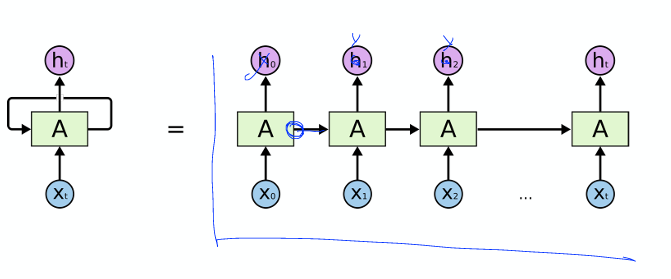 y y
hₜ h₀ h₁ h₂ hₜ
A = A A A A
xₜ x₀ x₁ x₂ ... xₜ